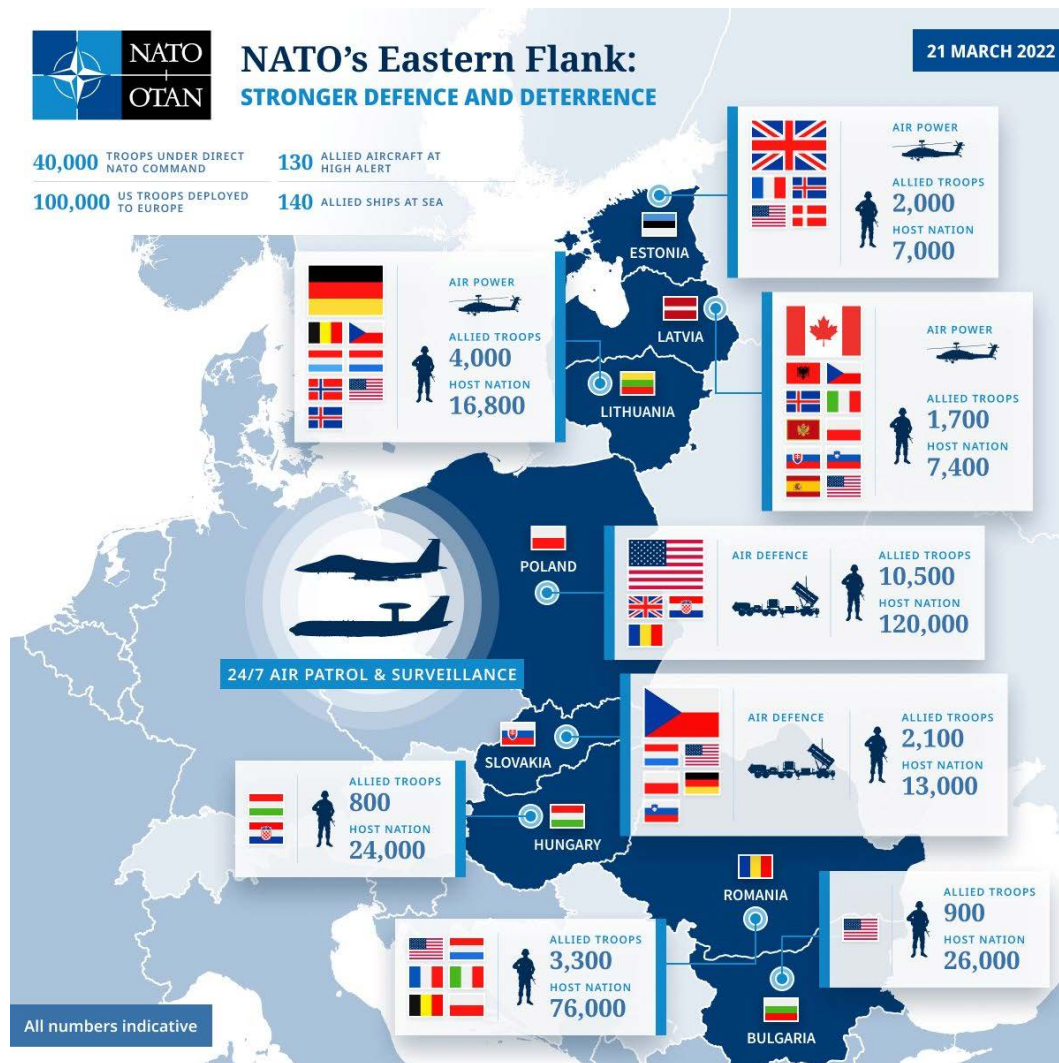 NATO
OTAN
NATO's Eastern Flank:
STRONGER DEFENCE AND DETERRENCE
21 MARCH 2022
40,000 TROOPS UNDER DIRECT
NATO COMMAND
130 ALLIED AIRCRAFT AT
HIGH ALERT
100,000 US TROOPS DEPLOYED
TO EUROPE
140 ALLIED SHIPS AT SEA
AIR POWER
ALLIED TROOPS
2,000
HOST NATION
7,000
ESTONIA
AIR POWER
ALLIED TROOPS
4,000
HOST NATION
16,800
LATVIA
AIR POWER
ALLIED TROOPS
1,700
HOST NATION
7,400
LITHUANIA
POLAND
AIR DEFENCE
ALLIED TROOPS
10,500
HOST NATION
120,000
24/7 AIR PATROL & SURVEILLANCE
SLOVAKIA
AIR DEFENCE
ALLIED TROOPS
2,100
HOST NATION
13,000
ALLIED TROOPS
800
HOST NATION
24,000
HUNGARY
ROMANIA
ALLIED TROOPS
900
HOST NATION
26,000
ALLIED TROOPS
3,300
HOST NATION
76,000
BULGARIA
All numbers indicative